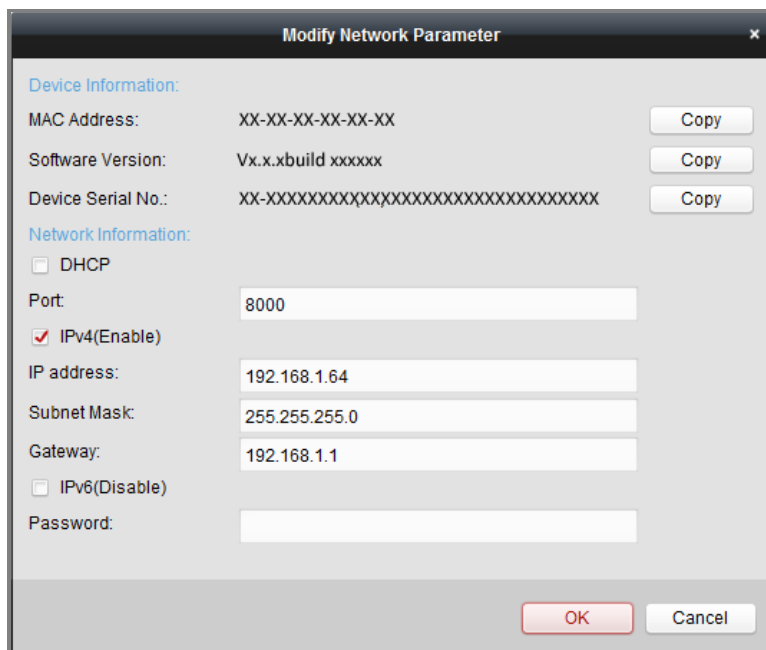 Modify Network Parameter ×
Device Information:
MAC Address: XX-XX-XX-XX-XX-XX Copy
Software Version: Vx.x.xbuild xxxxxx Copy
Device Serial No.: XX-XXXXXXXXXXXXXXXXXXXXXXXXXXXXXXX Copy
Network Information:
DHCP
Port: 8000
IPv4(Enable)
IP address: 192.168.1.64
Subnet Mask: 255.255.255.0
Gateway: 192.168.1.1
IPv6(Disable)
Password:
OK Cancel